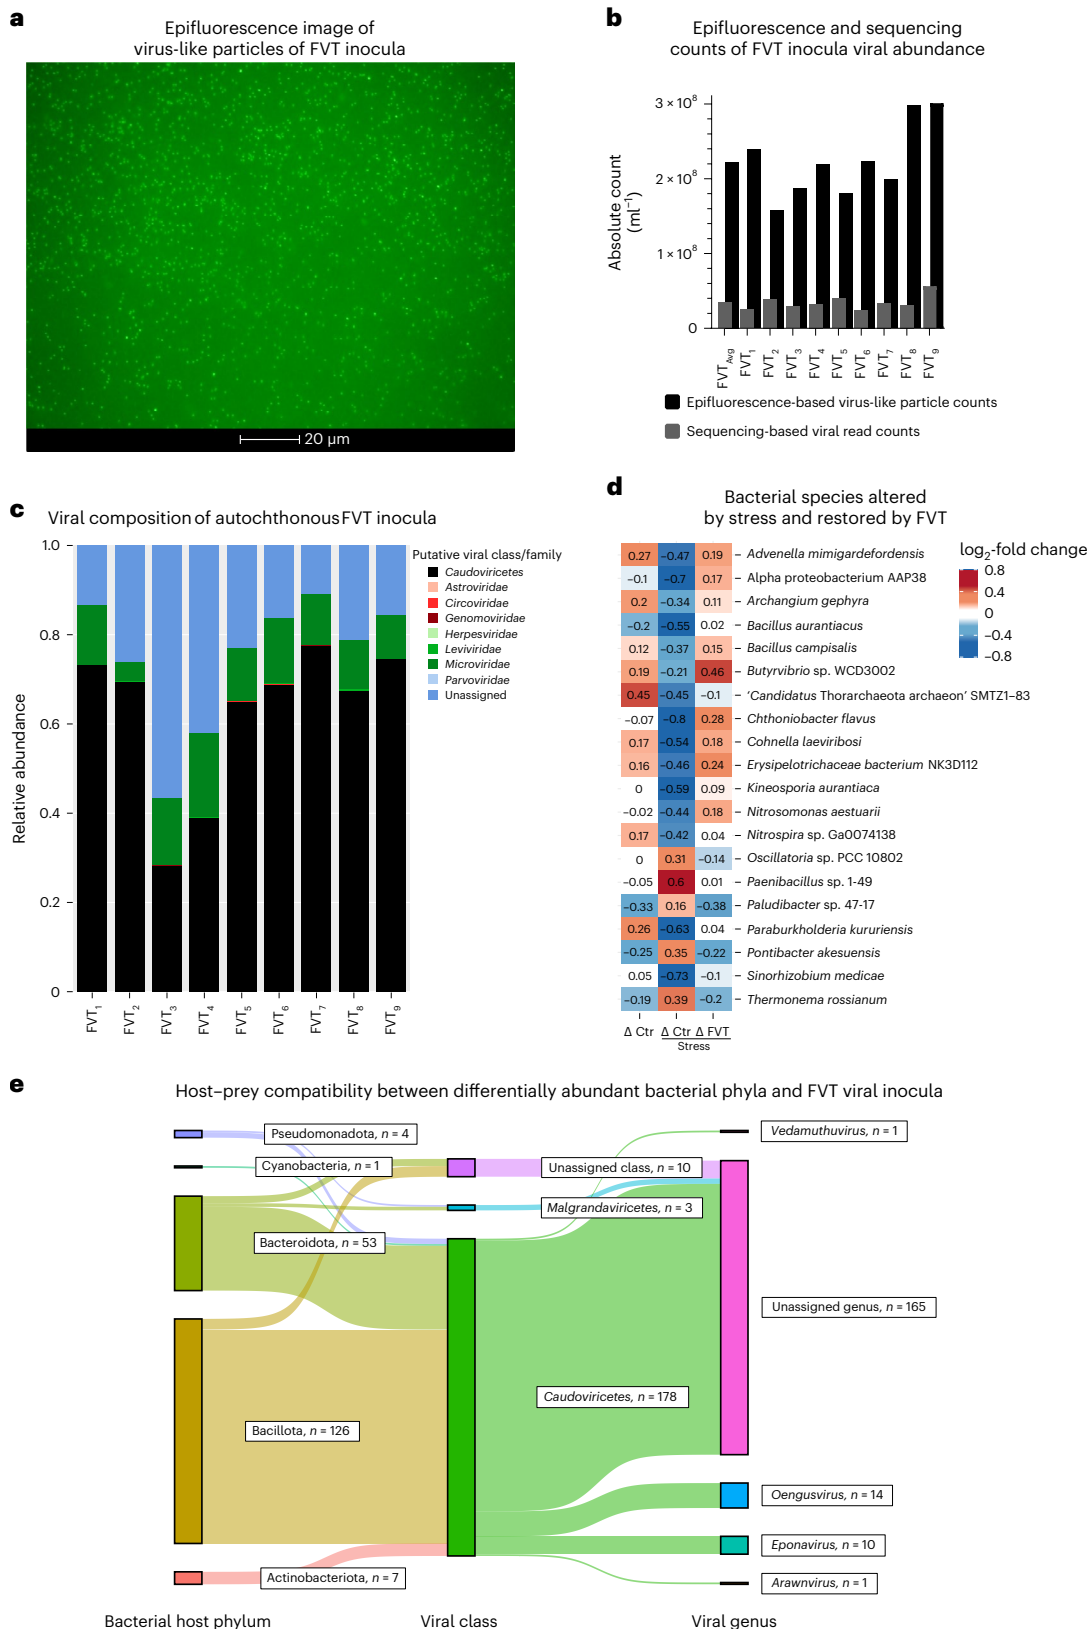 a
Epifluorescence image of
virus-like particles of FVT inocula
20 μm
b
Epifluorescence and sequencing
counts of FVT inocula viral abundance
Absolute count
(ml⁻¹)
3 × 10⁸
2 × 10⁸
1 × 10⁸
0
FVT_Avg FVT₁ FVT₂ FVT₃ FVT₄ FVT₅ FVT₆ FVT₇ FVT₈ FVT₉
Epifluorescence-based virus-like particle counts
Sequencing-based viral read counts
c
Viral composition of autochthonous FVT inocula
Relative abundance
1.0
0.8
0.6
0.4
0.2
0
FVT₁ FVT₂ FVT₃ FVT₄ FVT₅ FVT₆ FVT₇ FVT₈ FVT₉
Putative viral class/family
Caudoviricetes
Astroviridae
Circoviridae
Genomoviridae
Herpesviridae
Leviviridae
Microviridae
Parvoviridae
Unassigned
d
Bacterial species altered
by stress and restored by FVT
0.27 −0.47 0.19 Advenella mimigardefordensis
−0.1 −0.7 0.17 Alpha proteobacterium AAP38
0.2 −0.34 0.11 Archangium gephyra
−0.2 −0.55 0.02 Bacillus aurantiacus
0.12 −0.37 0.15 Bacillus campisalis
0.19 −0.21 0.46 Butyrvibrio sp. WCD3002
0.45 −0.45 −0.1 ‘Candidatus Thorarchaeota archaeon’ SMTZ1–83
−0.07 −0.8 0.28 Chthoniobacter flavus
0.17 −0.54 0.18 Cohnella laeviribosi
0.16 −0.46 0.24 Erysipelotrichaceae bacterium NK3D112
0 −0.59 0.09 Kineosporia aurantiaca
−0.02 −0.44 0.18 Nitrosomonas aestuarii
0.17 −0.42 0.04 Nitrospira sp. Ga0074138
0 0.31 −0.14 Oscillatoria sp. PCC 10802
−0.05 0.6 0.01 Paenibacillus sp. 1-49
−0.33 0.16 −0.38 Paludibacter sp. 47-17
0.26 −0.63 0.04 Paraburkholderia kururiensis
−0.25 0.35 −0.22 Pontibacter akesuensis
0.05 −0.73 −0.1 Sinorhizobium medicae
−0.19 0.39 −0.2 Thermonema rossianum
Δ Ctr Δ Ctr Δ FVT
Stress
log₂-fold change
0.8
0.4
0
−0.4
−0.8
e
Host–prey compatibility between differentially abundant bacterial phyla and FVT viral inocula
Pseudomonada, n = 4
Cyanobacteria, n = 1
Bacteroidota, n = 53
Bacillota, n = 126
Actinobacteriota, n = 7
Unassigned class, n = 10
Malgrandaviricetes, n = 3
Caudoviricetes, n = 178
Vedamuthuvirus, n = 1
Unassigned genus, n = 165
Oengusvirus, n = 14
Eponavirus, n = 10
Arawnvirus, n = 1
Bacterial host phylum
Viral class
Viral genus